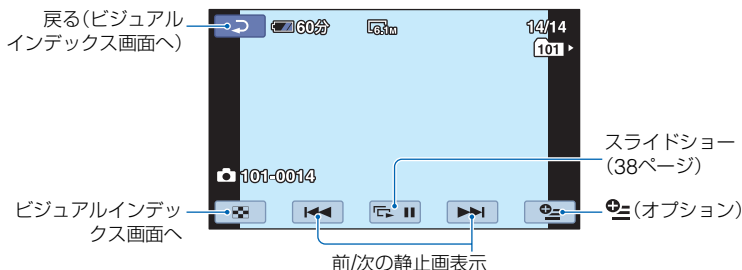 戻る(ビジュアル
インデックス画面へ)
60分
6.1M
14/14
101
101-0014
スライドショー
(38ページ)
ビジュアルインデッ
クス画面へ
(オプション)
前/次の静止画表示